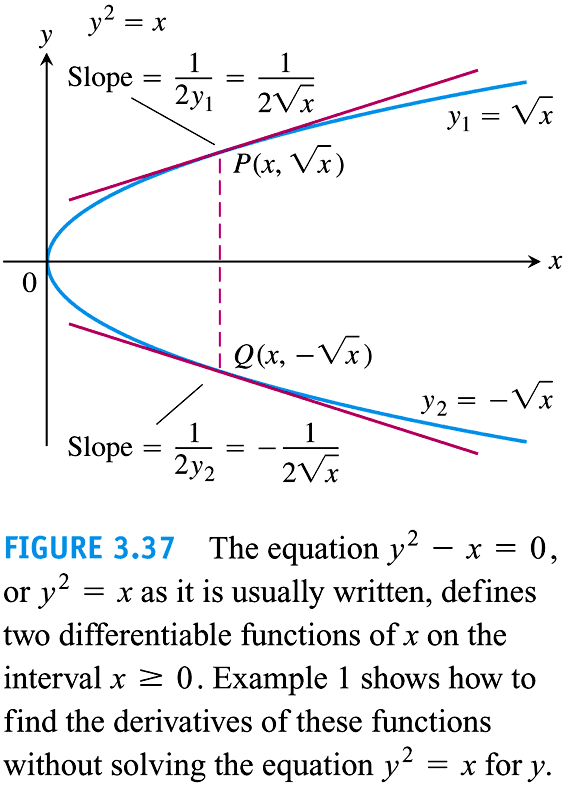 y² = x
y
Slope = 1/(2y₁) = 1/(2√x)
y₁ = √x
P(x, √x)
x
0
Q(x, −√x)
y₂ = −√x
Slope = 1/(2y₂) = −1/(2√x)
FIGURE 3.37 The equation y² − x = 0,
or y² = x as it is usually written, defines
two differentiable functions of x on the
interval x ≥ 0. Example 1 shows how to
find the derivatives of these functions
without solving the equation y² = x for y.